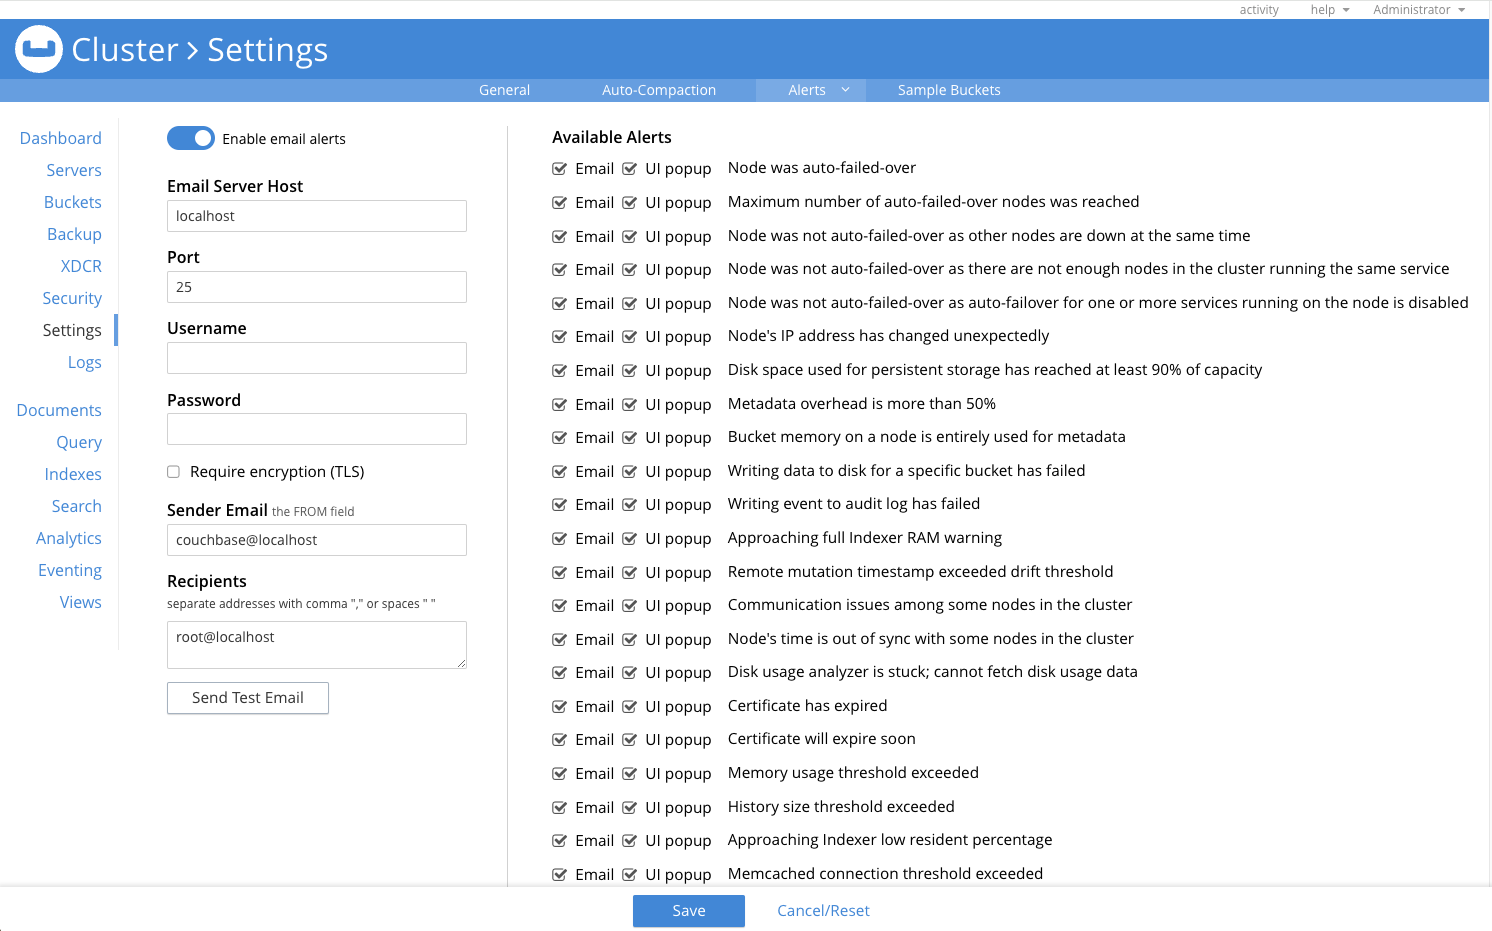 activity help Administrator
Cluster > Settings
General Auto-Compaction Alerts Sample Buckets
Dashboard
Servers
Buckets
Backup
XDCR
Security
Settings
Logs
Documents
Query
Indexes
Search
Analytics
Eventing
Views
Enable email alerts
Email Server Host
localhost
Port
25
Username
Password
Require encryption (TLS)
Sender Email the FROM field
couchbase@localhost
Recipients
separate addresses with comma "," or spaces " "
root@localhost
Send Test Email
Available Alerts
Email UI popup Node was auto-failed-over
Email UI popup Maximum number of auto-failed-over nodes was reached
Email UI popup Node was not auto-failed-over as other nodes are down at the same time
Email UI popup Node was not auto-failed-over as there are not enough nodes in the cluster running the same service
Email UI popup Node was not auto-failed-over as auto-failover for one or more services running on the node is disabled
Email UI popup Node's IP address has changed unexpectedly
Email UI popup Disk space used for persistent storage has reached at least 90% of capacity
Email UI popup Metadata overhead is more than 50%
Email UI popup Bucket memory on a node is entirely used for metadata
Email UI popup Writing data to disk for a specific bucket has failed
Email UI popup Writing event to audit log has failed
Email UI popup Approaching full Indexer RAM warning
Email UI popup Remote mutation timestamp exceeded drift threshold
Email UI popup Communication issues among some nodes in the cluster
Email UI popup Node's time is out of sync with some nodes in the cluster
Email UI popup Disk usage analyzer is stuck; cannot fetch disk usage data
Email UI popup Certificate has expired
Email UI popup Certificate will expire soon
Email UI popup Memory usage threshold exceeded
Email UI popup History size threshold exceeded
Email UI popup Approaching Indexer low resident percentage
Email UI popup Memcached connection threshold exceeded
Save Cancel/Reset